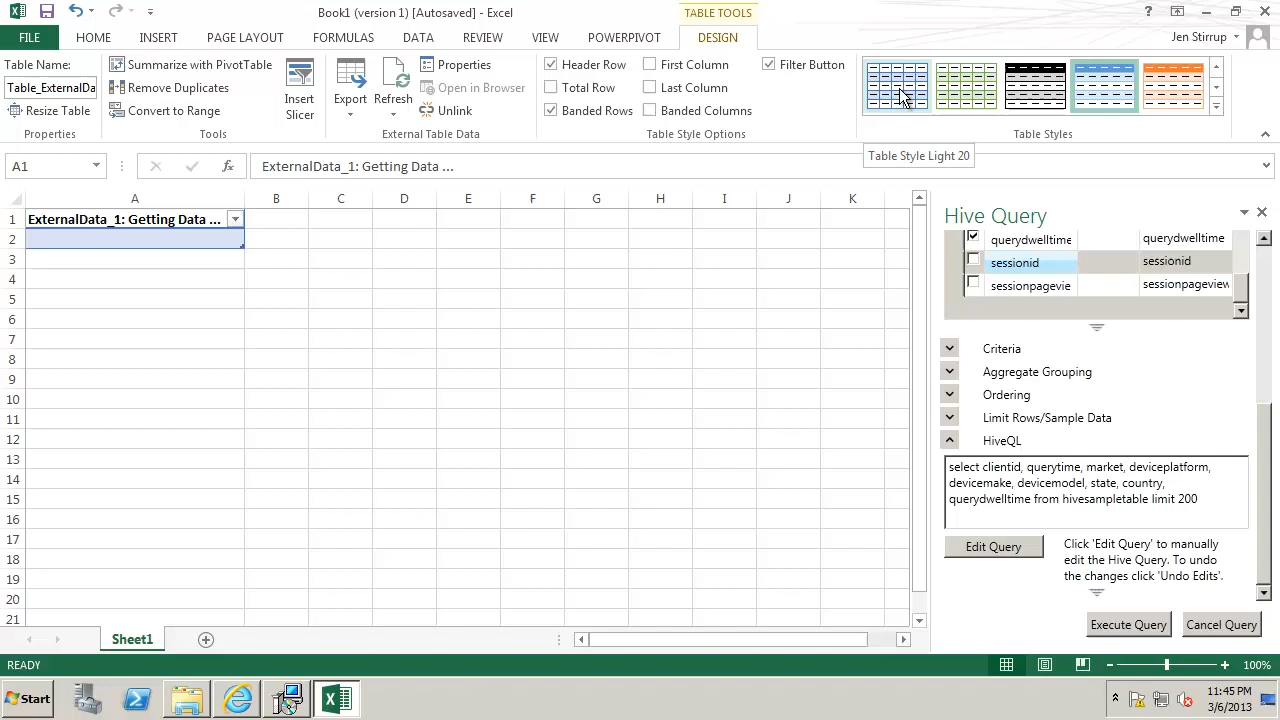 Book1 (version 1) [Autosaved] - Excel
TABLE TOOLS
?
FILE
HOME
INSERT
PAGE LAYOUT
FORMULAS
DATA
REVIEW
VIEW
POWERPIVOT
DESIGN
Jen Stirrup
Table Name:
Table_ExternalDa
Resize Table
Properties
Summarize with PivotTable
Remove Duplicates
Convert to Range
Tools
Insert
Slicer
Export
Refresh
Properties
Open in Browser
Unlink
External Table Data
Header Row
Total Row
Banded Rows
First Column
Last Column
Banded Columns
Filter Button
Table Style Options
Table Styles
Table Style Light 20
A1
fx
ExternalData_1: Getting Data ...
A B C D E F G H I J K
1 ExternalData_1: Getting Data ...
2
3
4
5
6
7
8
9
10
11
12
13
14
15
16
17
18
19
20
21
Hive Query
querydwelltime querydwelltime
sessionid sessionid
sessionpagevie sessionpageview
Criteria
Aggregate Grouping
Ordering
Limit Rows/Sample Data
HiveQL
select clientid, querytime, market, deviceplatform,
devicemake, devicemodel, state, country,
querydwelltime from hivesampletable limit 200
Edit Query
Click 'Edit Query' to manually
edit the Hive Query. To undo
the changes click 'Undo Edits'.
Execute Query
Cancel Query
Sheet1
READY
100%
Start
11:45 PM
3/6/2013